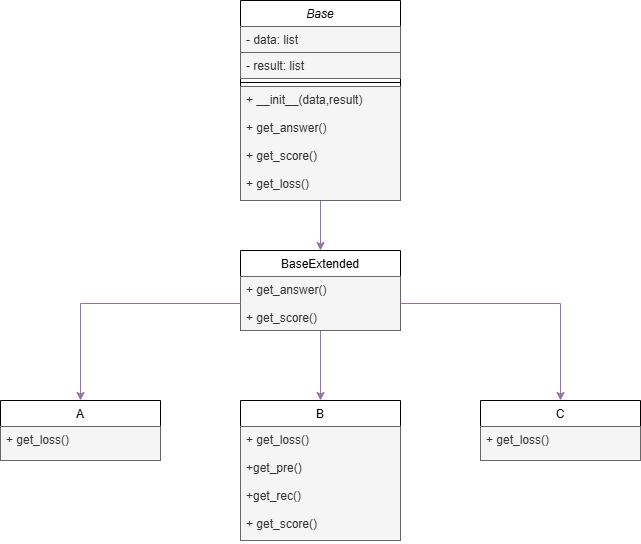 Base
- data: list
- result: list
+ __init__(data,result)
+ get_answer()
+ get_score()
+ get_loss()
BaseExtended
+ get_answer()
+ get_score()
A
+ get_loss()
B
+ get_loss()
+get_pre()
+get_rec()
+ get_score()
C
+ get_loss()